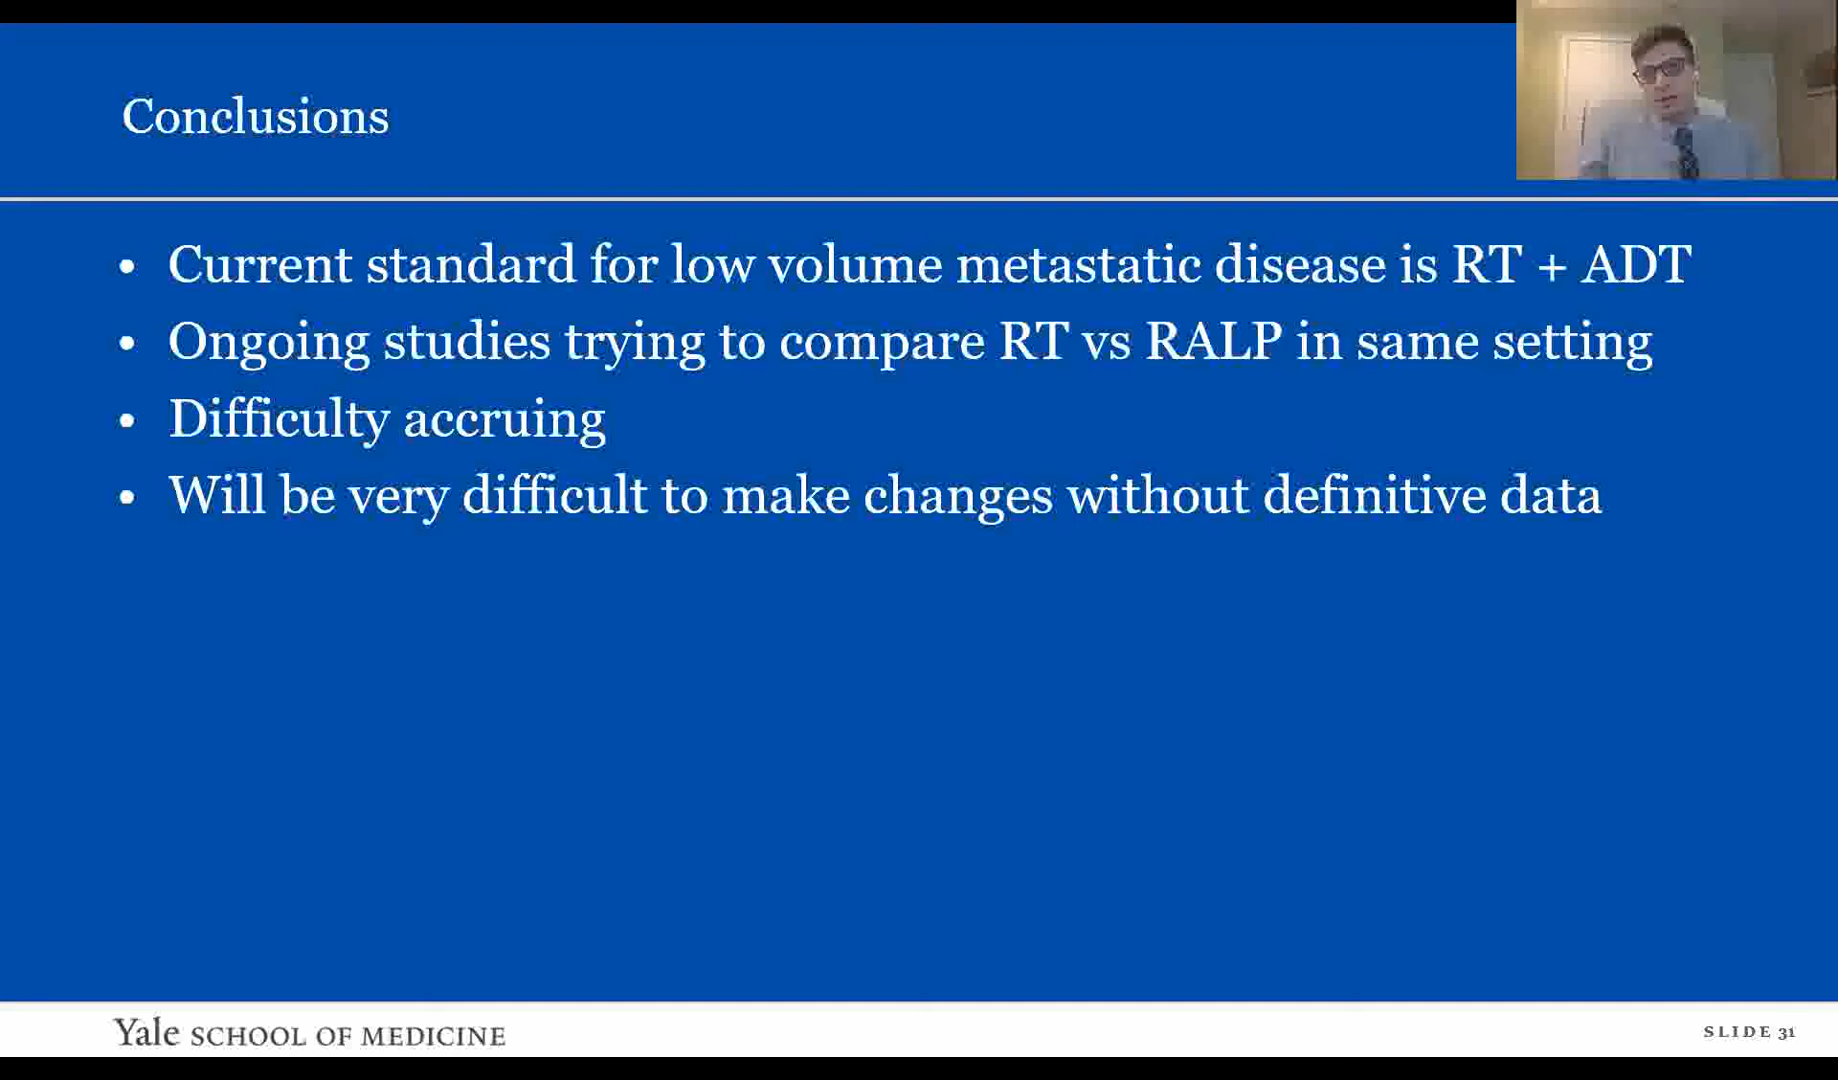 Conclusions
• Current standard for low volume metastatic disease is RT + ADT
• Ongoing studies trying to compare RT vs RALP in same setting
• Difficulty accruing
• Will be very difficult to make changes without definitive data
Yale SCHOOL OF MEDICINE
SLIDE 31